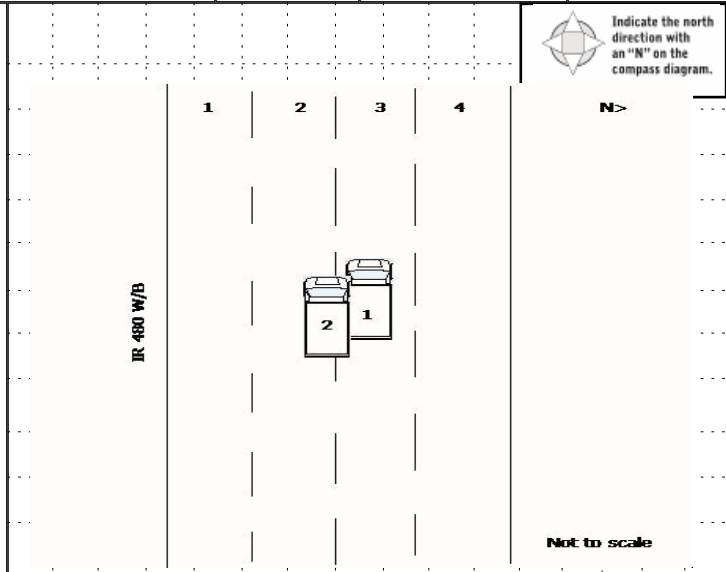 Indicate the north
direction with
an “N” on the
compass diagram.
1 2 3 4 N>
IR 480 W/B
2 1
Not to scale